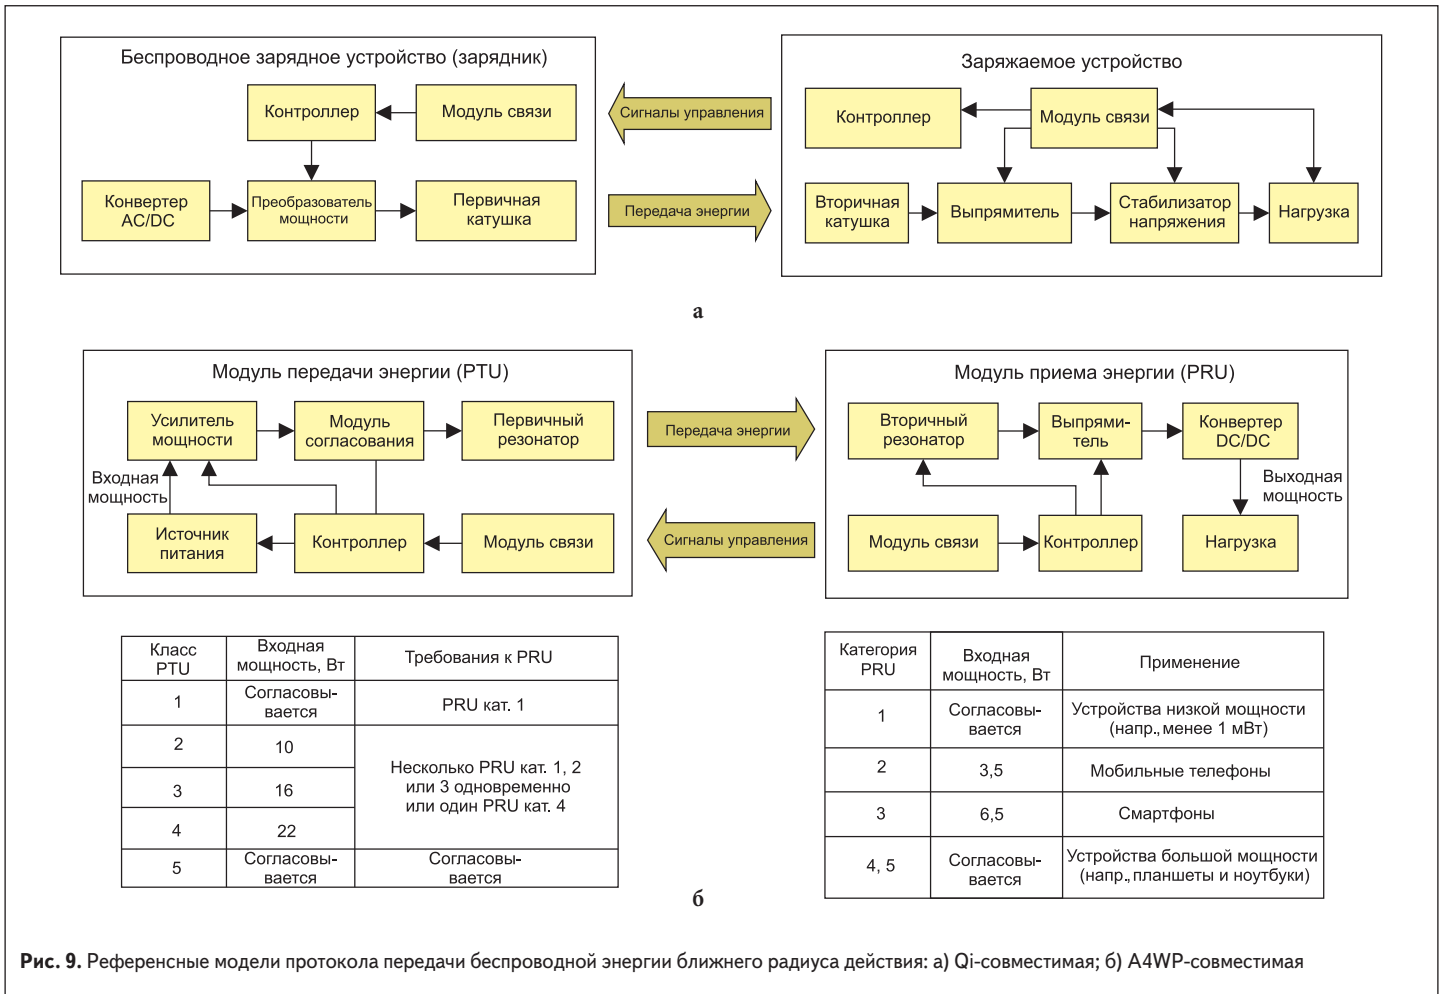 Беспроводное зарядное устройство (зарядник)
Контроллер
Модуль связи
Конвертер
AC/DC
Преобразователь
мощности
Первичная
катушка
Сигналы управления
Передача энергии
Заряжаемое устройство
Контроллер
Модуль связи
Вторичная
катушка
Выпрямитель
Стабилизатор
напряжения
Нагрузка
а
Модуль передачи энергии (PTU)
Усилитель
мощности
Модуль
согласования
Первичный
резонатор
Входная
мощность
Источник
питания
Контроллер
Модуль связи
Передача энергии
Сигналы управления
Модуль приема энергии (PRU)
Вторичный
резонатор
Выпрями-
тель
Конвертер
DC/DC
Выходная
мощность
Модуль связи
Контроллер
Нагрузка
Класс
PTU
Входная
мощность, Вт
Требования к PRU
1
Согласовы-
вается
PRU кат. 1
2
10
3
16
4
22
Несколько PRU кат. 1, 2
или 3 одновременно
или один PRU кат. 4
5
Согласовы-
вается
Согласовы-
вается
Категория
PRU
Входная
мощность, Вт
Применение
1
Согласовы-
вается
Устройства низкой мощности
(напр., менее 1 мВт)
2
3,5
Мобильные телефоны
3
6,5
Смартфоны
4, 5
Согласовы-
вается
Устройства большой мощности
(напр., планшеты и ноутбуки)
б
Рис. 9. Референсные модели протокола передачи беспроводной энергии ближнего радиуса действия: а) Qi-совместимая; б) A4WP-совместимая